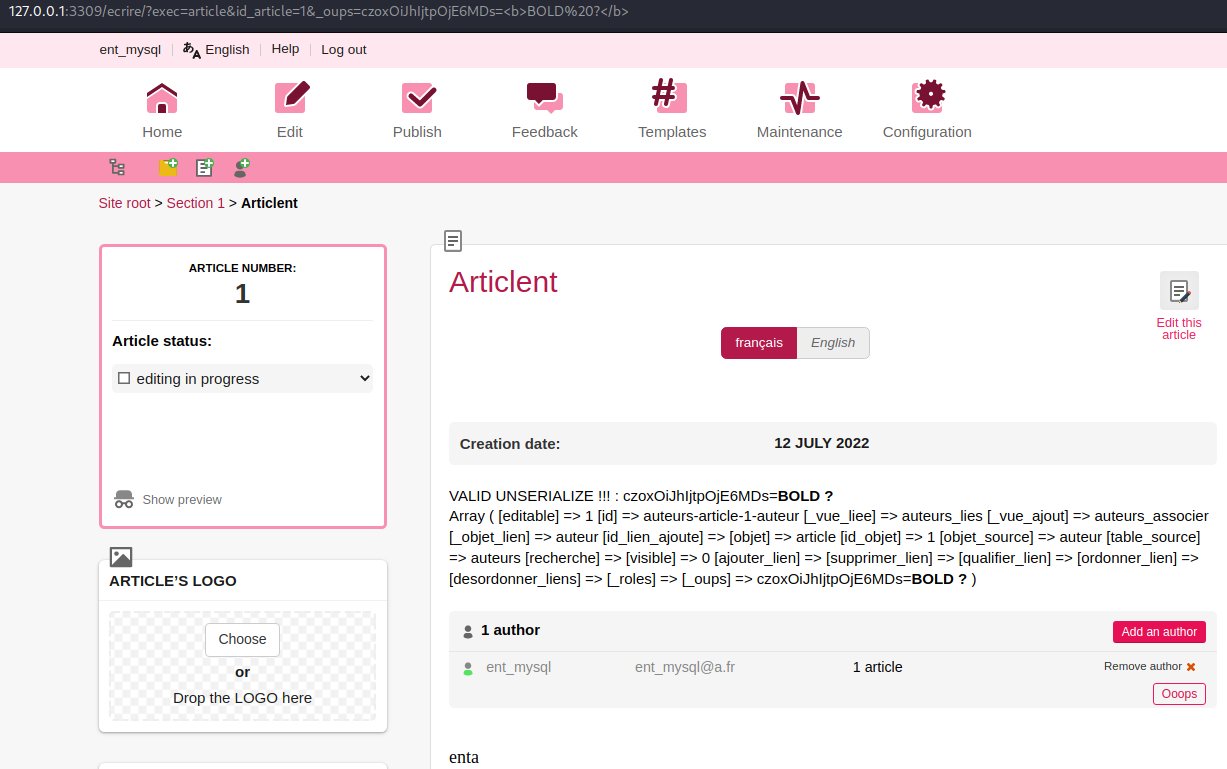 127.0.0.1:3309/ecrire/?exec=article&id_article=1&_oups=czoxOiJhIjtpOjE6MDs=<b>BOLD%20?</b>
ent_mysql あA English Help Log out
Home Edit Publish Feedback Templates Maintenance Configuration
Site root > Section 1 > Articlent
ARTICLE NUMBER:
1
Article status:
editing in progress
Show preview
ARTICLE'S LOGO
Choose
or
Drop the LOGO here
Articlent
Edit this
article
français English
Creation date: 12 JULY 2022
VALID UNSERIALIZE !!! : czoxOiJhIjtpOjE6MDs=BOLD ?
Array ( [editable] => 1 [id] => auteurs-article-1-auteur [_vue_liee] => auteurs_lies [_vue_ajout] => auteurs_associer
[_objet_lien] => auteur [id_lien_ajoute] => [objet] => article [id_objet] => 1 [objet_source] => auteur [table_source]
=> auteurs [recherche] => [visible] => 0 [ajouter_lien] => [supprimer_lien] => [qualifier_lien] => [ordonner_lien] =>
[desordonner_liens] => [_roles] => [_oups] => czoxOiJhIjtpOjE6MDs=BOLD ? )
1 author Add an author
ent_mysql ent_mysql@a.fr 1 article Remove author
Ooops
enta